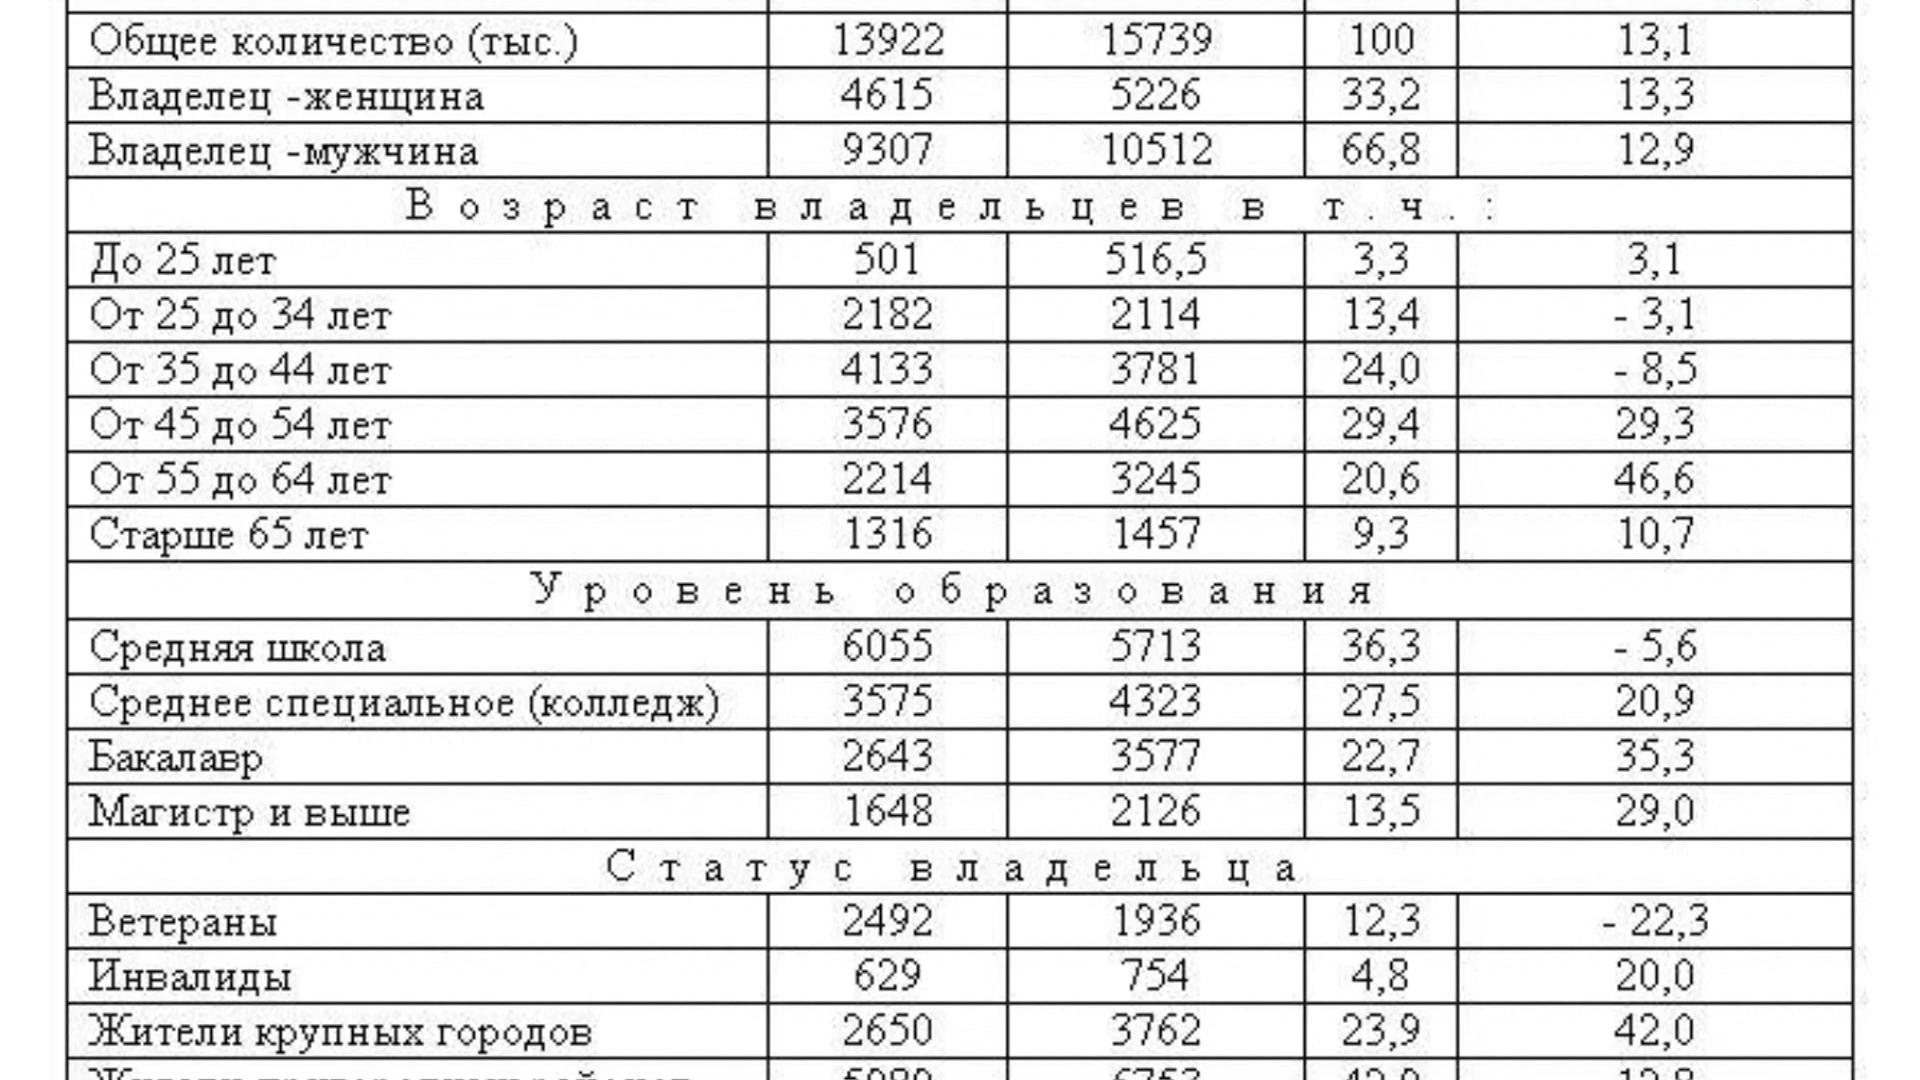 Общее количество (тыс.) 13922 15739 100 13,1
Владелец -женщина 4615 5226 33,2 13,3
Владелец -мужчина 9307 10512 66,8 12,9
Возраст владельцев в т.ч.:
До 25 лет 501 516,5 3,3 3,1
От 25 до 34 лет 2182 2114 13,4 - 3,1
От 35 до 44 лет 4133 3781 24,0 - 8,5
От 45 до 54 лет 3576 4625 29,4 29,3
От 55 до 64 лет 2214 3245 20,6 46,6
Старше 65 лет 1316 1457 9,3 10,7
Уровень образования
Средняя школа 6055 5713 36,3 - 5,6
Среднее специальное (колледж) 3575 4323 27,5 20,9
Бакалавр 2643 3577 22,7 35,3
Магистр и выше 1648 2126 13,5 29,0
Статус владельца
Ветераны 2492 1936 12,3 - 22,3
Инвалиды 629 754 4,8 20,0
Жители крупных городов 2650 3762 23,9 42,0